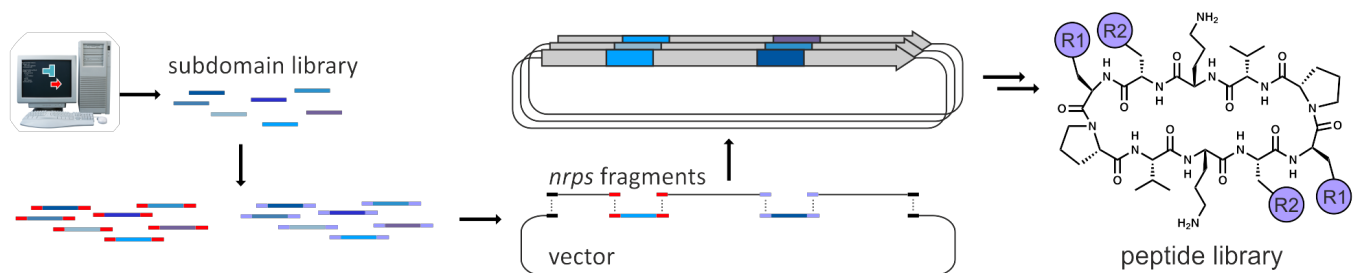 subdomain library
nrps fragments
vector
R1
R2
NH2
O
H
N
O
N
H
H
N
O
N
H
O
N
O
N
O
H
N
O
N
H
O
H
N
O
N
H
O
R2
R1
H2N
peptide library